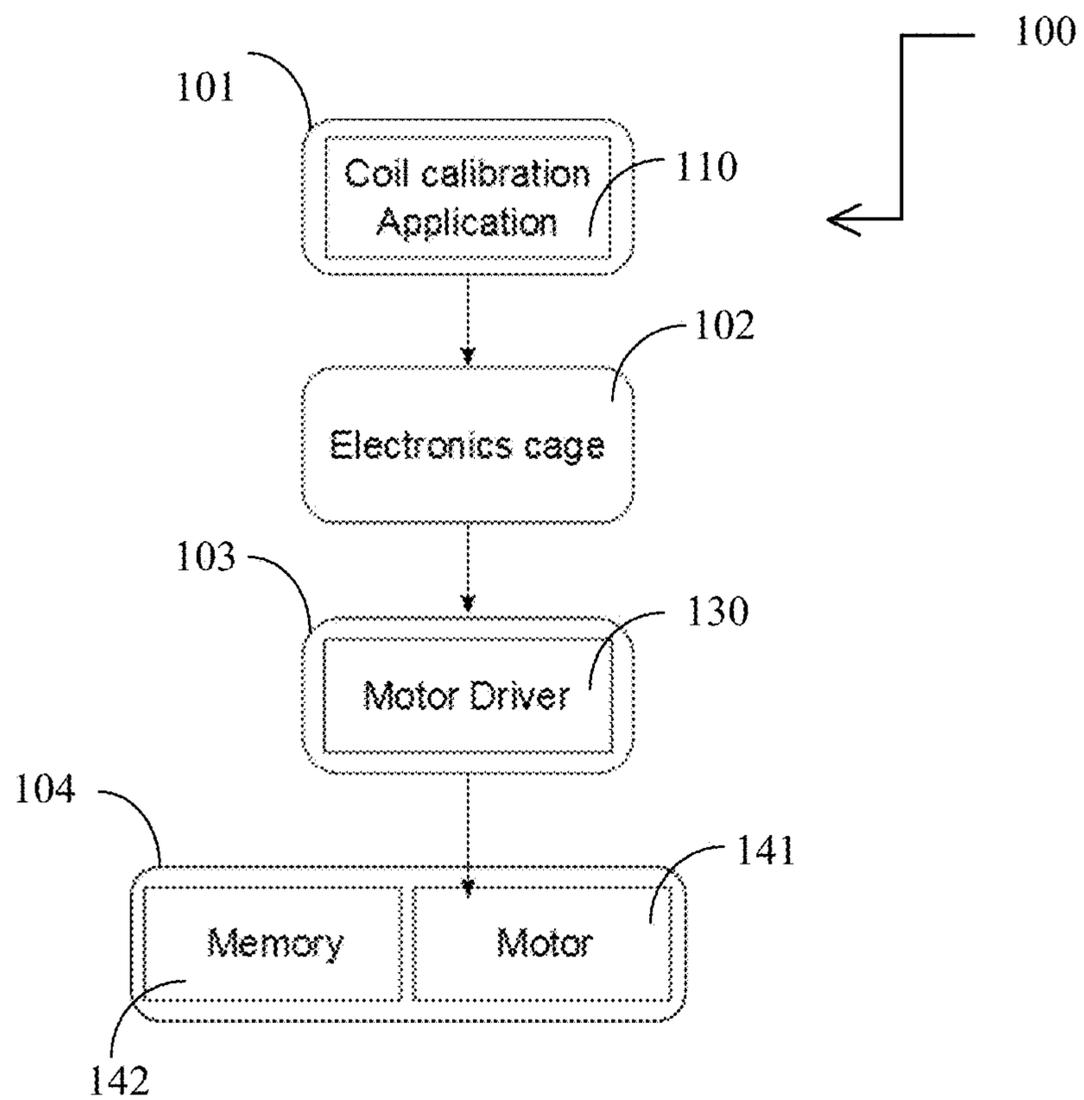 100
101
Coil calibration
Application
110
102
Electronics cage
103
130
Motor Driver
104
141
Memory
Motor
142